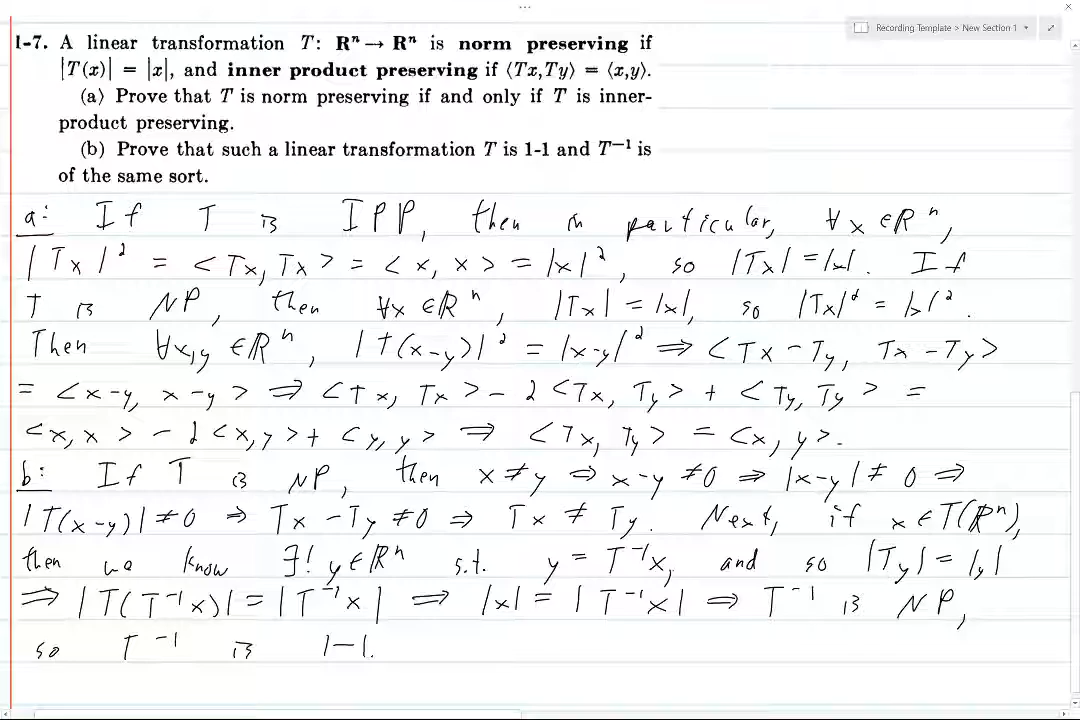 Recording Template > New Section 1
1-7. A linear transformation T: Rⁿ → Rⁿ is norm preserving if
|T(x)| = |x|, and inner product preserving if ⟨Tx,Ty⟩ = ⟨x,y⟩.
(a) Prove that T is norm preserving if and only if T is inner-
product preserving.
(b) Prove that such a linear transformation T is 1-1 and T⁻¹ is
of the same sort.
a: If T is IPP, then in particular, ∀x ∈ ℝⁿ,
|Tx|² = <Tx, Tx> = <x, x> = |x|², so |Tx| = |x|. If
T is NP, then ∀x ∈ ℝⁿ, |Tx| = |x|, so |Tx|² = |x|².
Then ∀x,y ∈ ℝⁿ, |T(x-y)|² = |x-y|² ⇒ <Tx - Ty, Tx - Ty>
= <x-y, x-y> ⇒ <Tx, Tx> - 2<Tx, Ty> + <Ty, Ty> =
<x, x> - 2<x,y> + <y, y> ⇒ <Tx, Ty> = <x, y>.
b: If T is NP, then x≠y ⇒ x-y ≠0 ⇒ |x-y| ≠ 0 ⇒
|T(x-y)| ≠0 ⇒ Tx - Ty ≠0 ⇒ Tx ≠ Ty. Next, if x ∈ T(ℝⁿ),
then we know ∃! y ∈ ℝⁿ s.t. y = T⁻¹x, and so |Ty| = |y|
⇒ |T(T⁻¹x)| = |T⁻¹x| ⇒ |x| = |T⁻¹x| ⇒ T⁻¹ is NP,
so T⁻¹ is 1-1.